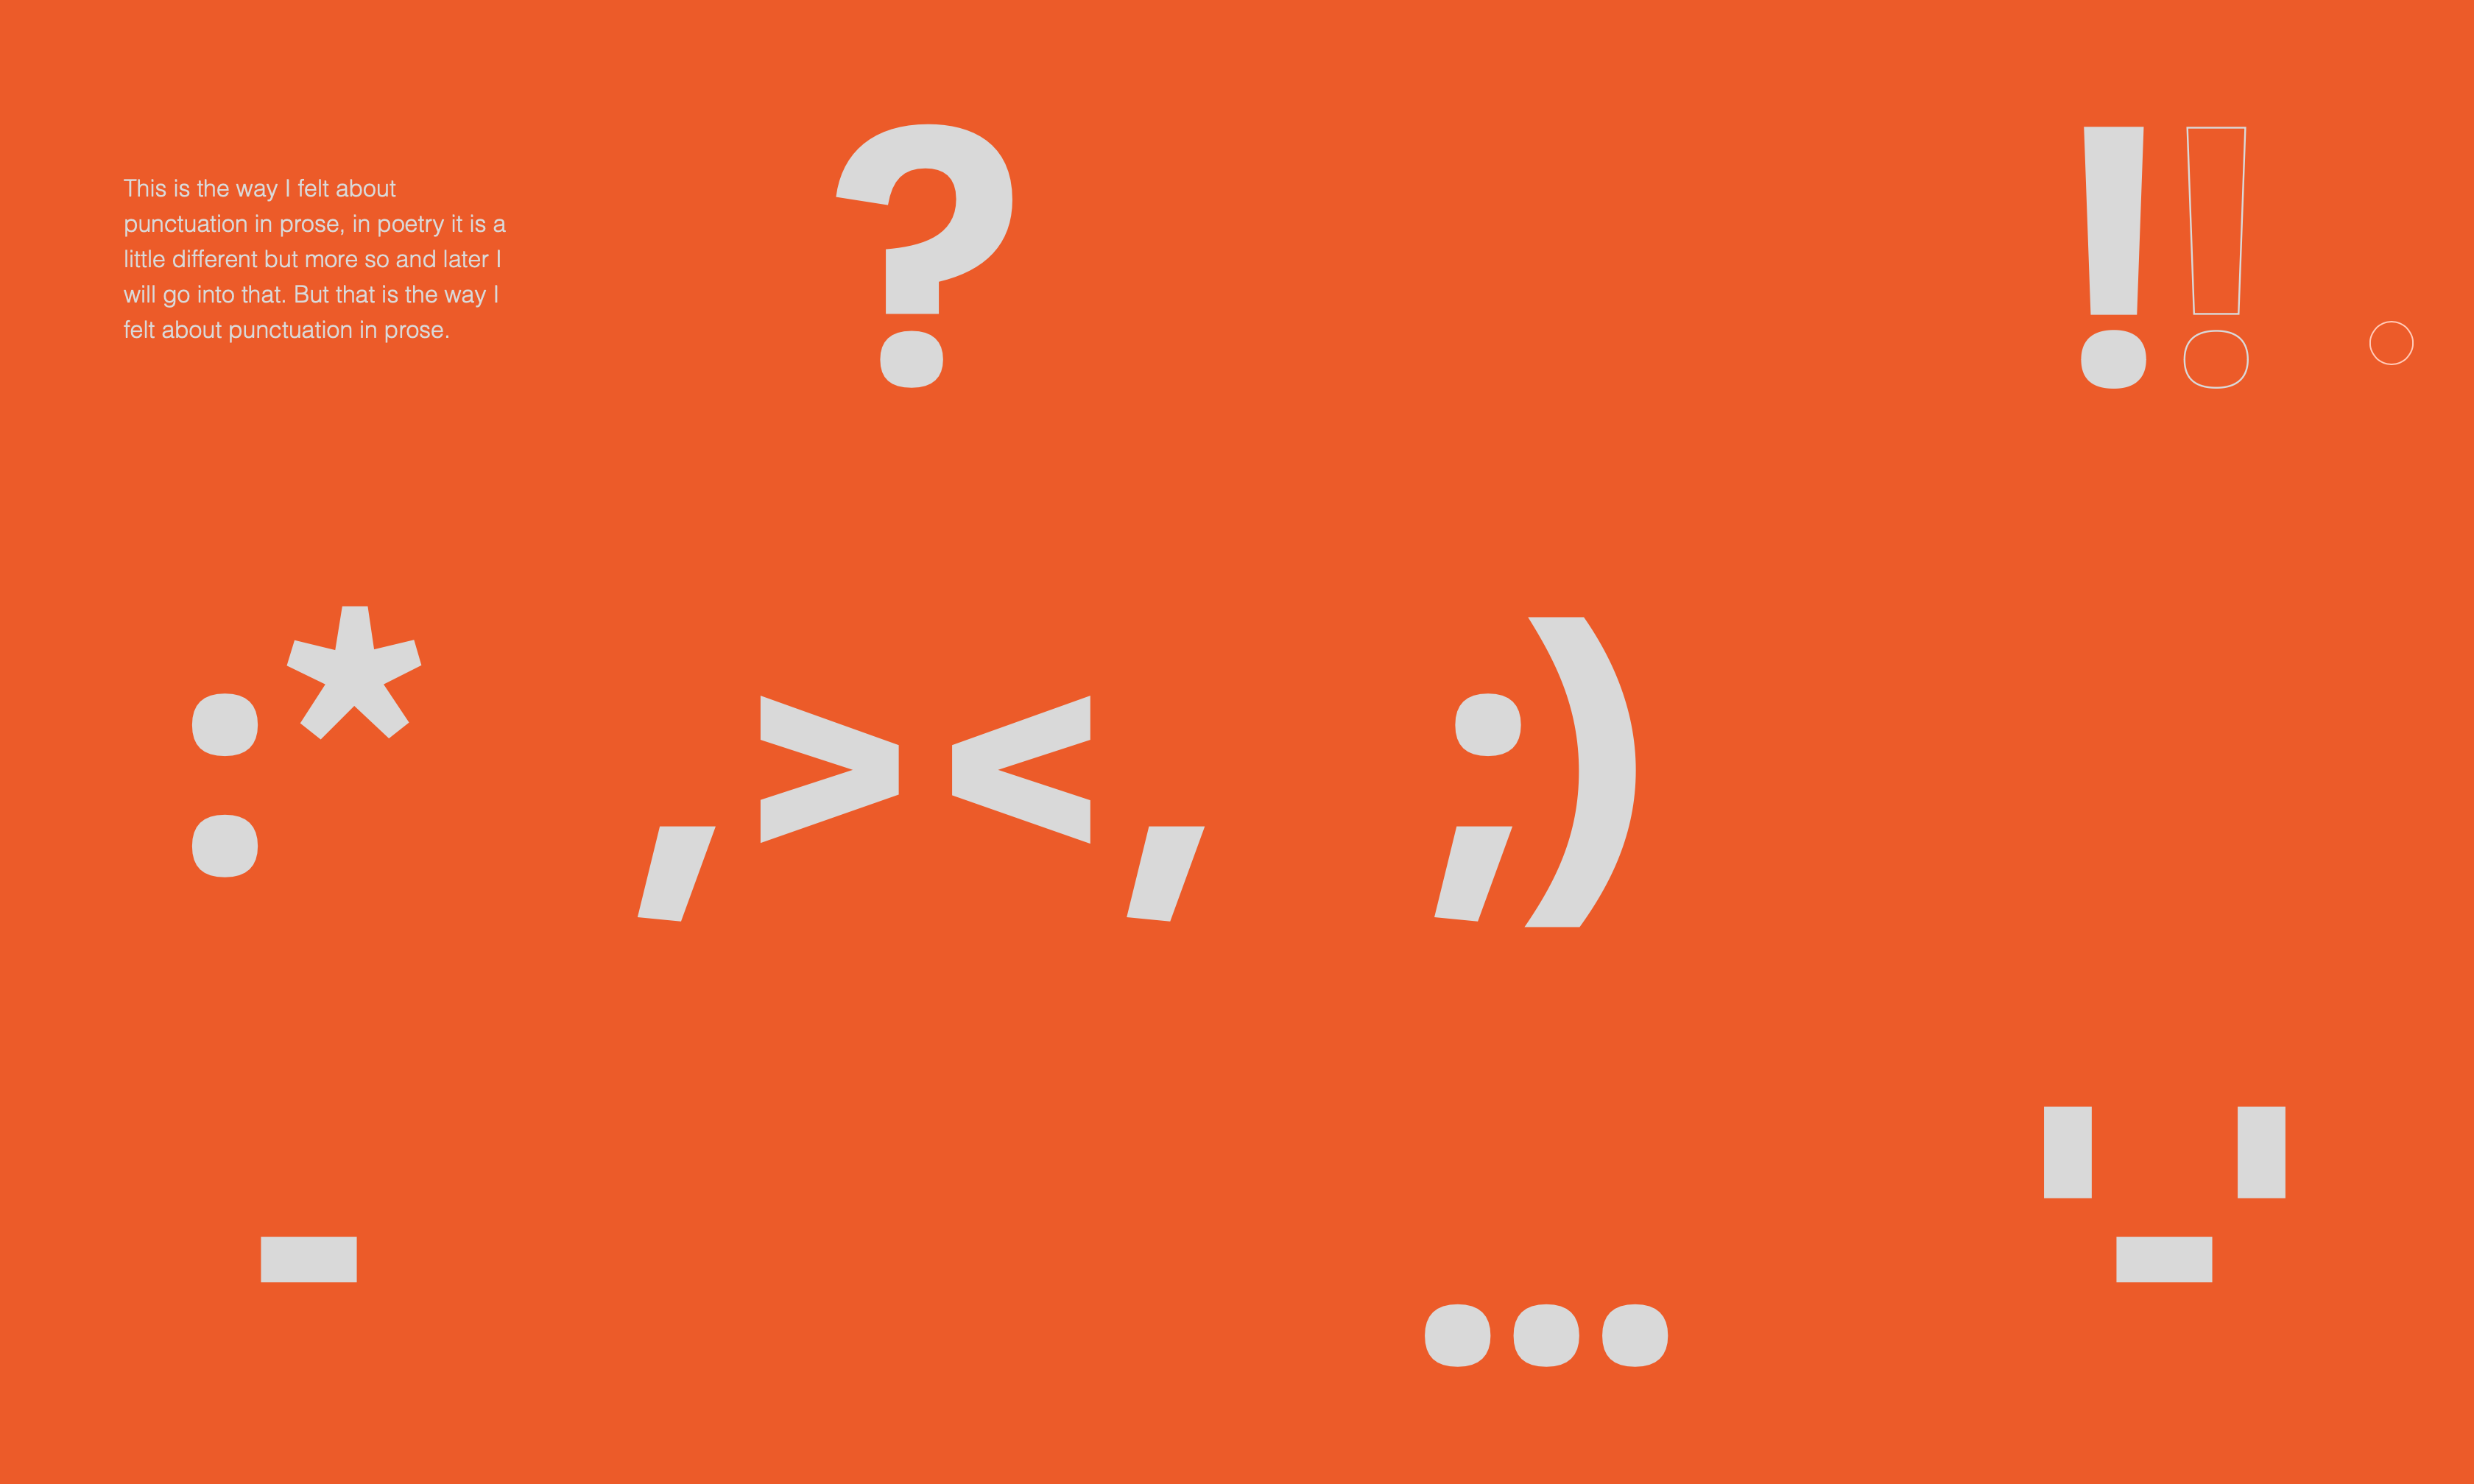 This is the way I felt about
punctuation in prose, in poetry it is a
little different but more so and later I
will go into that. But that is the way I
felt about punctuation in prose.
?
!!
:*
,><,
;)
-
...